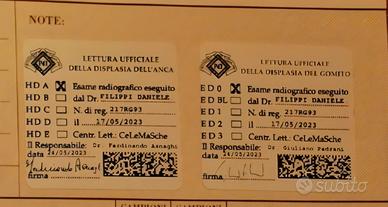 NOTE:
LETTURA UFFICIALE
DELLA DISPLASIA DELL'ANCA
HD A X Esame radiografico eseguito
HD B dal Dr. FILIPPI DANIELE
HD C N. di reg. 217RG93
HD D il 17/05/2023
HD E Centr. Lett.: CeLeMaSche
Il Responsabile: Dr. Ferdinando Asnaghi
data 24/05/2023
firma
LETTURA UFFICIALE
DELLA DISPLASIA DEL GOMITO
ED 0 X Esame radiografico eseguito
ED BL dal Dr. FILIPPI DANIELE
ED 1 N. di reg. 217RG93
ED 2 il 17/05/2023
ED 3 Centr. Lett.: CeLeMaSche
Il Responsabile: Dr. Giuliano Pedrani
data 24/05/2023
firma
subito
CAMPIONI CAMPIONI